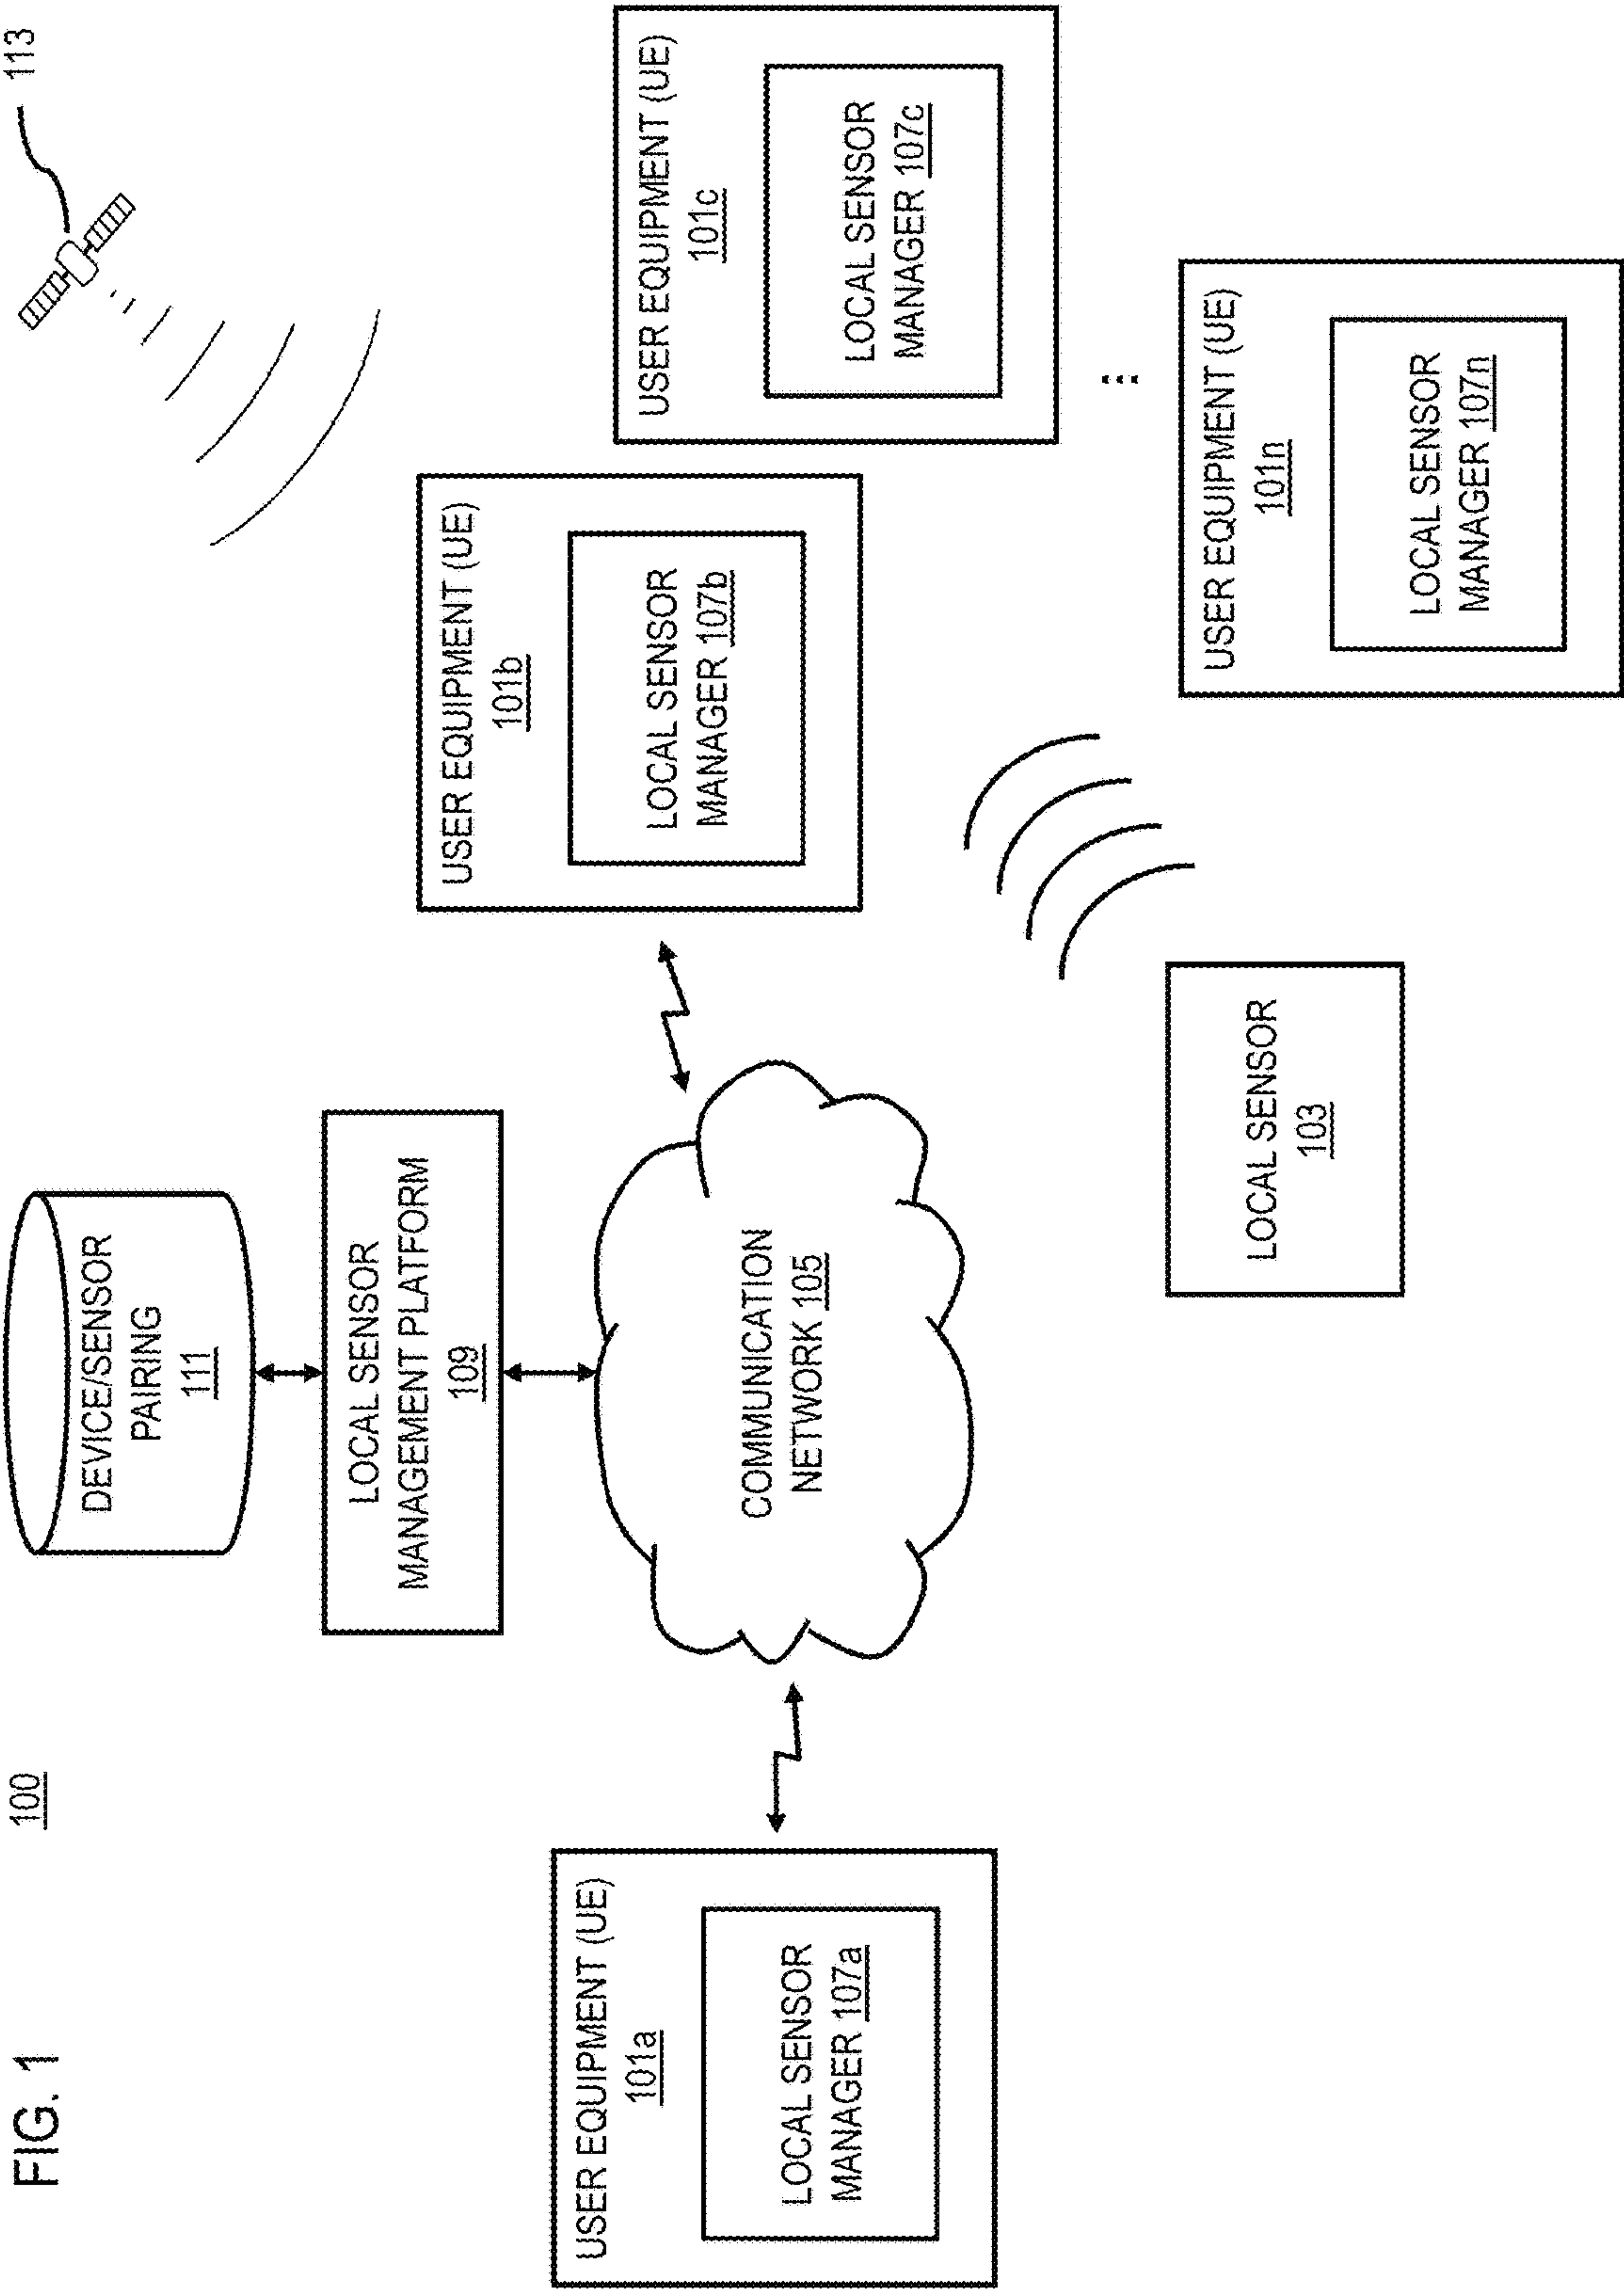 FIG. 1
100
DEVICE/SENSOR
PAIRING
111
113
LOCAL SENSOR
MANAGEMENT PLATFORM
109
USER EQUIPMENT (UE)
101a
LOCAL SENSOR
MANAGER 107a
COMMUNICATION
NETWORK 105
USER EQUIPMENT (UE)
101b
LOCAL SENSOR
MANAGER 107b
USER EQUIPMENT (UE)
101c
LOCAL SENSOR
MANAGER 107c
...
LOCAL SENSOR
103
USER EQUIPMENT (UE)
101n
LOCAL SENSOR
MANAGER 107n